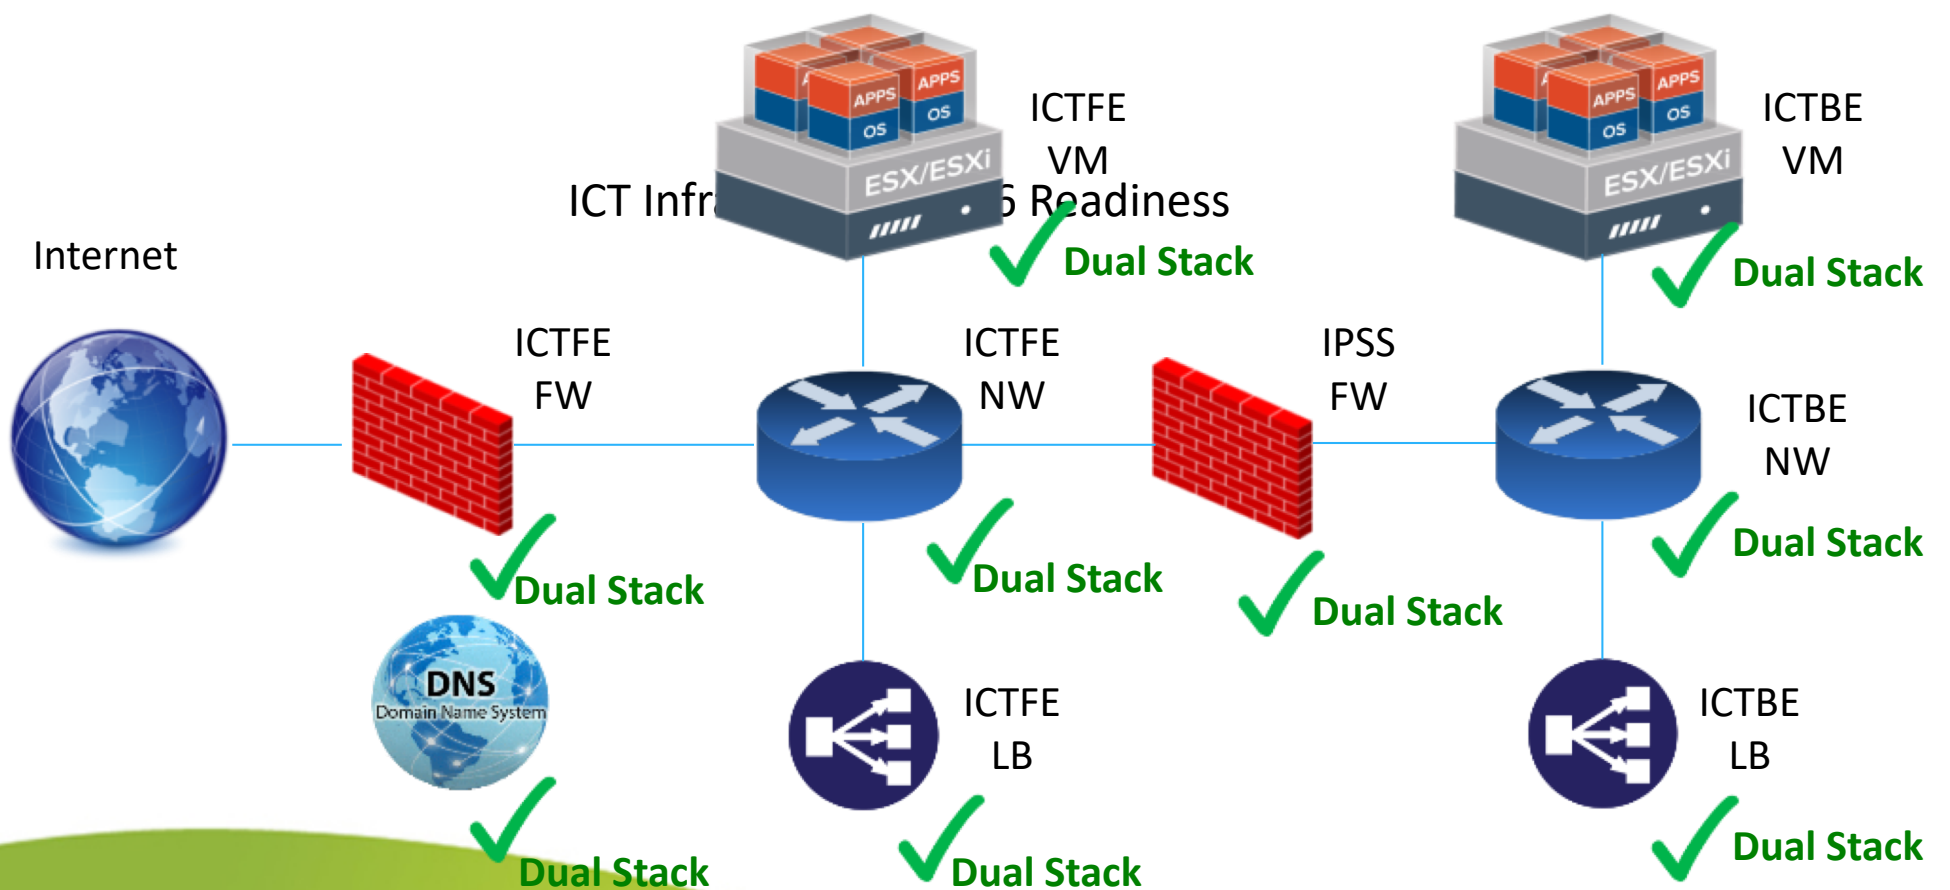 ICTFE
VM
ICTBE
VM
APPS
APPS
OS
OS
ESX/ESXi
APPS
APPS
OS
OS
ESX/ESXi
ICT Infra 6 Readiness
Dual Stack
Dual Stack
Internet
ICTFE
FW
ICTFE
NW
IPSS
FW
ICTBE
NW
Dual Stack
Dual Stack
Dual Stack
Dual Stack
DNS
Domain Name System
ICTFE
LB
ICTBE
LB
Dual Stack
Dual Stack
Dual Stack